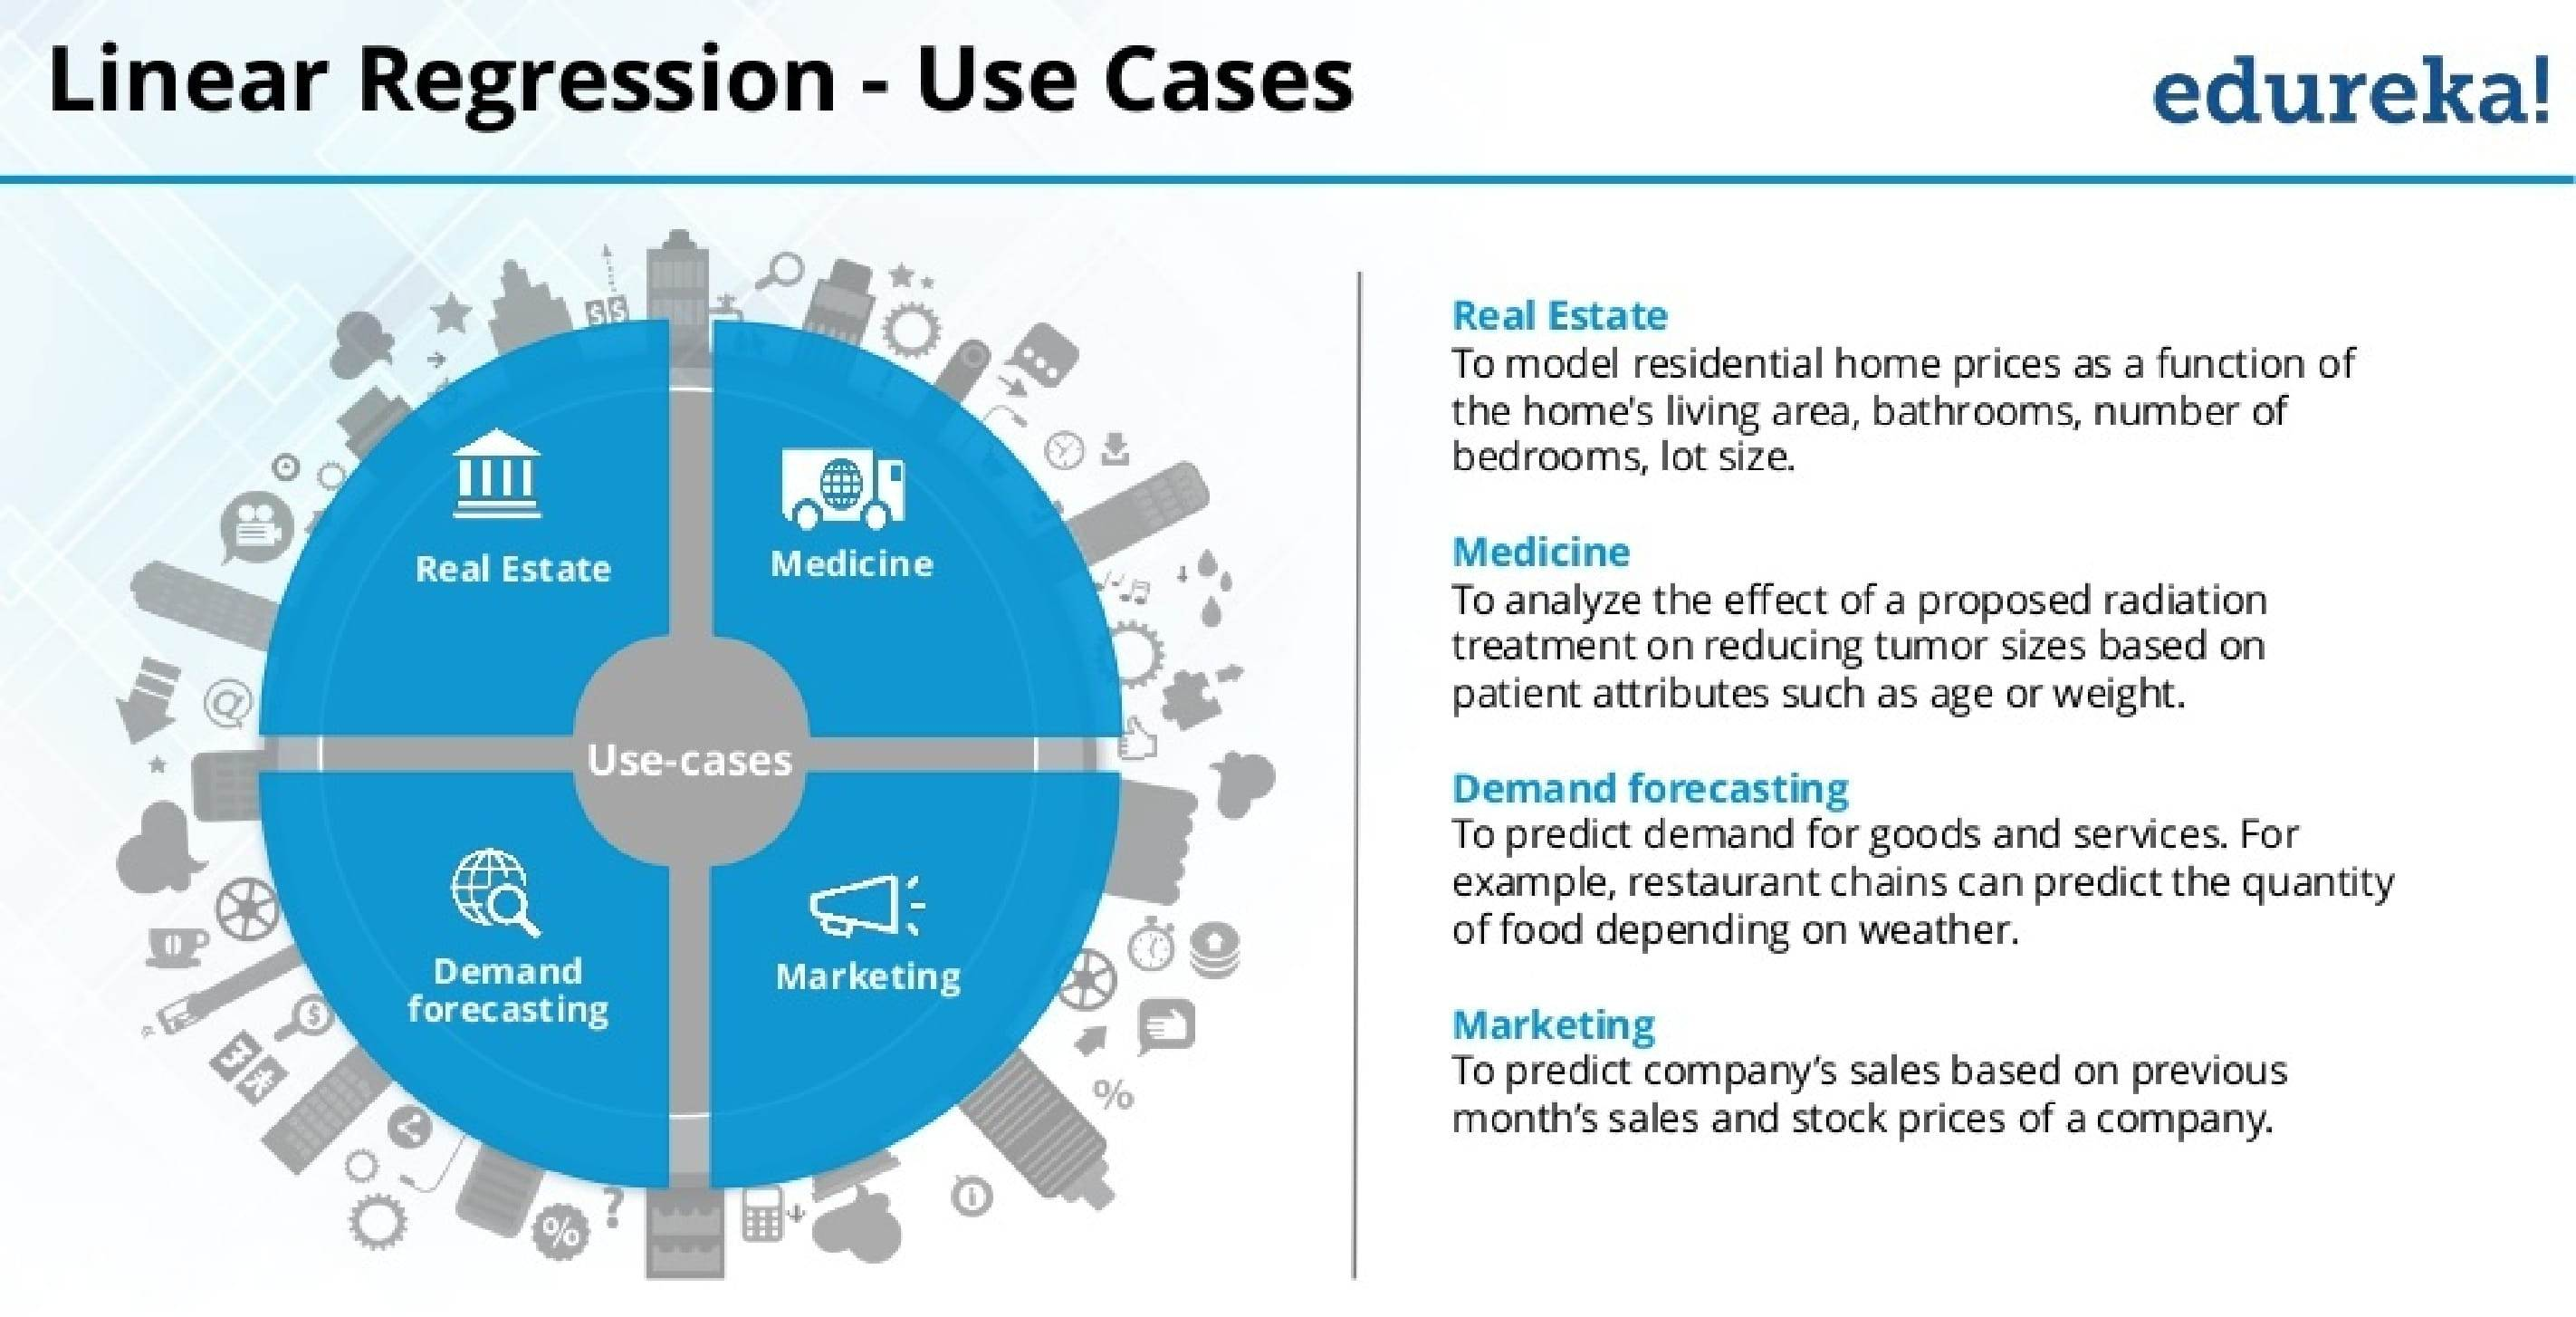 Linear Regression - Use Cases
edureka!
$ $
@
Real Estate
Medicine
Use-cases
Demand
forecasting
Marketing
$
%
%
?
i
Real Estate
To model residential home prices as a function of
the home's living area, bathrooms, number of
bedrooms, lot size.
Medicine
To analyze the effect of a proposed radiation
treatment on reducing tumor sizes based on
patient attributes such as age or weight.
Demand forecasting
To predict demand for goods and services. For
example, restaurant chains can predict the quantity
of food depending on weather.
Marketing
To predict company’s sales based on previous
month’s sales and stock prices of a company.